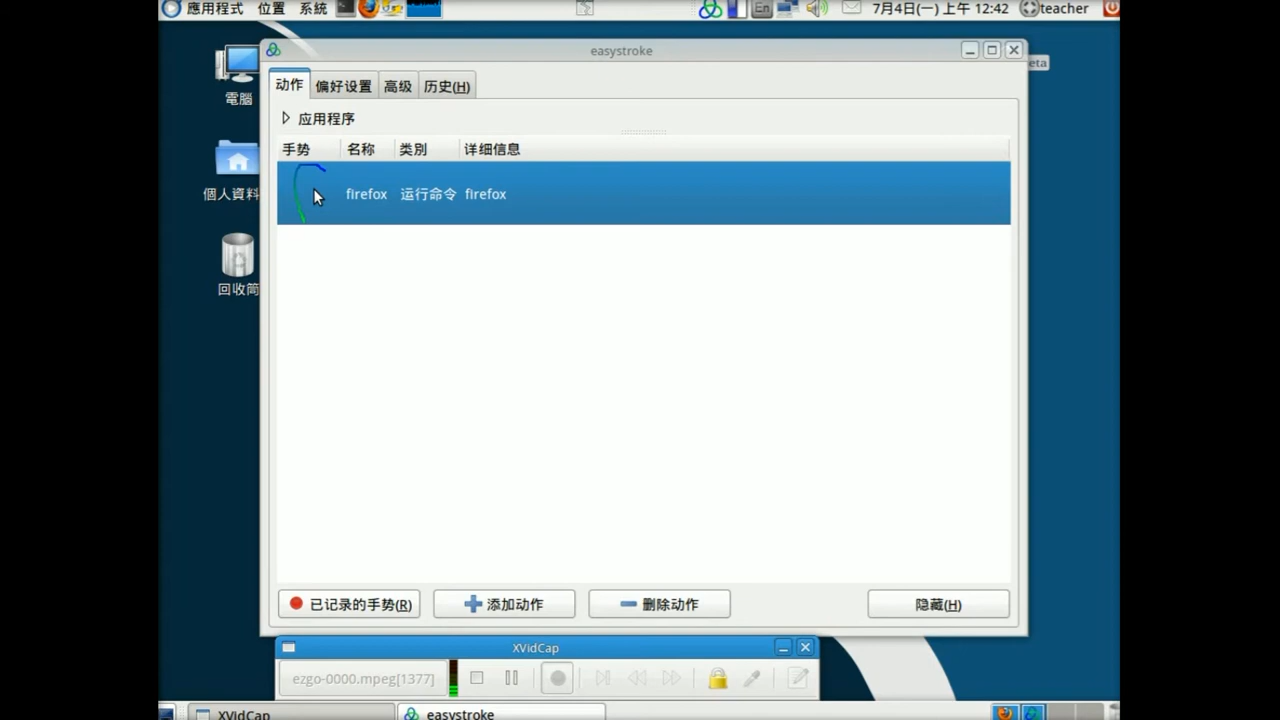 應用程式 位置 系統 En 7月4日(一) 上午 12:42 teacher
easystroke
eta
动作 偏好设置 高级 历史(H)
電腦
应用程序
手势 名称 类别 详细信息
firefox 运行命令 firefox
個人資料
回收筒
已记录的手势(R) 添加动作 删除动作 隐藏(H)
XVidCap
ezgo-0000.mpeg[1377]
XVidCap easystroke